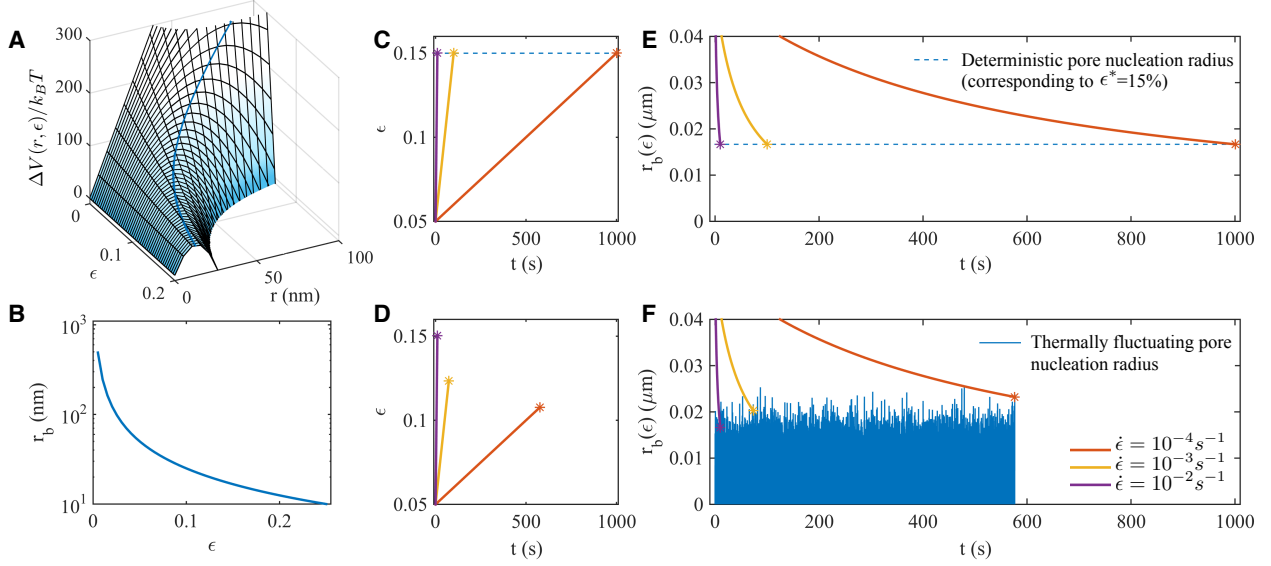 A
ΔV(r, ϵ)/k_BT
300
200
100
0
0
0.1
0.2
ϵ
0
50
100
r (nm)
B
r_b (nm)
10^3
10^2
10^1
0
0.1
0.2
ϵ
C
ϵ
0.15
0.1
0.05
0
500
1000
t (s)
D
ϵ
0.15
0.1
0.05
0
500
1000
t (s)
E
r_b(ϵ) (μm)
0.04
0.03
0.02
0.01
0
0
200
400
600
800
1000
t (s)
Deterministic pore nucleation radius
(corresponding to ϵ*=15%)
F
r_b(ϵ) (μm)
0.04
0.03
0.02
0.01
0
0
200
400
600
800
1000
t (s)
Thermally fluctuating pore
nucleation radius
ϵ̇ = 10^-4 s^-1
ϵ̇ = 10^-3 s^-1
ϵ̇ = 10^-2 s^-1